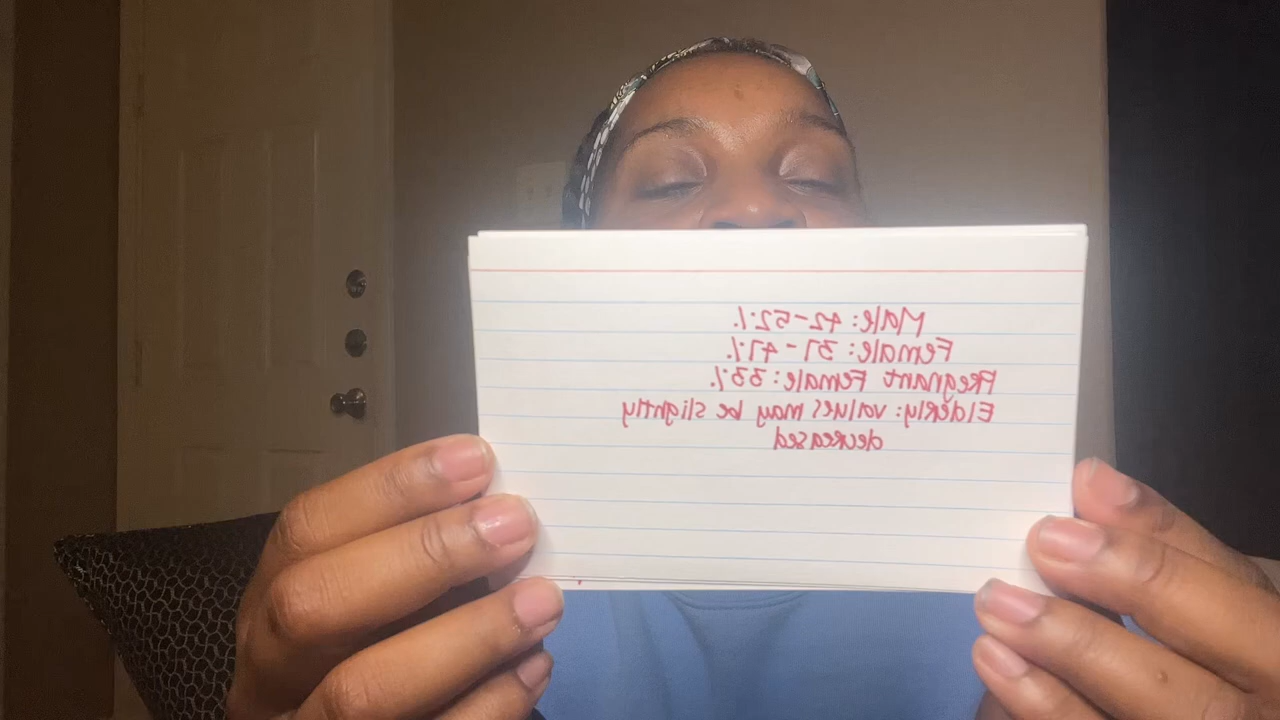 Male: 42-52%
Female: 37-47%
Pregnant Female: 33%
Elderly: values may be slightly
decreased